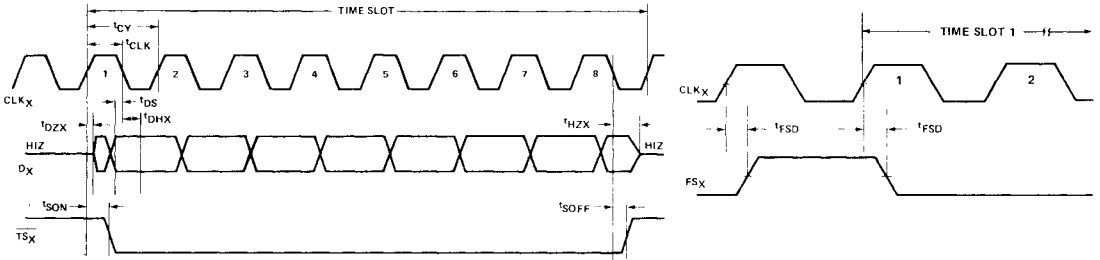 TIME SLOT
tCY
tCLK
1 2 3 4 5 6 7 8
CLKX
tDS
tDHX
tDZX
tHZX
HIZ
HIZ
DX
tSON
tSOFF
TSX
TIME SLOT 1
1 2
CLKX
tFSD
tFSD
FSX